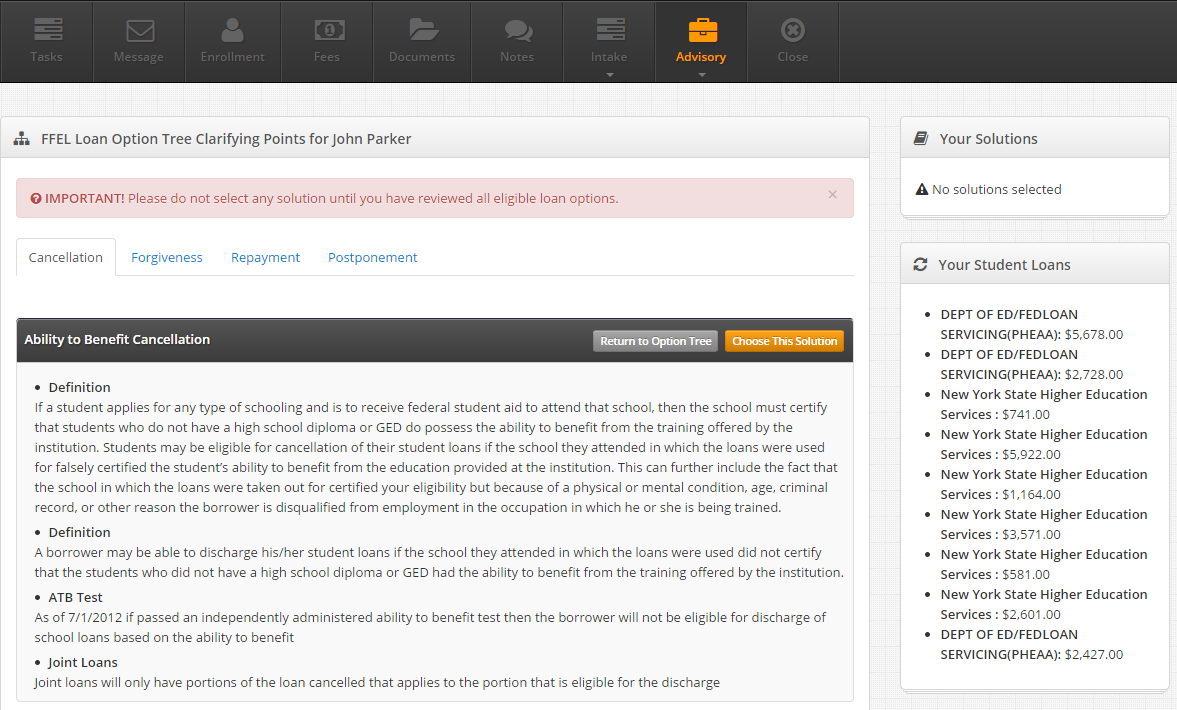 Tasks
Message
Enrollment
Fees
Documents
Notes
Intake
Advisory
Close
FFEL Loan Option Tree Clarifying Points for John Parker
IMPORTANT! Please do not select any solution until you have reviewed all eligible loan options.
×
Cancellation
Forgiveness
Repayment
Postponement
Ability to Benefit Cancellation
Return to Option Tree
Choose This Solution
• Definition
If a student applies for any type of schooling and is to receive federal student aid to attend that school, then the school must certify
that students who do not have a high school diploma or GED do possess the ability to benefit from the training offered by the
institution. Students may be eligible for cancellation of their student loans if the school they attended in which the loans were used
for falsely certified the student's ability to benefit from the education provided at the institution. This can further include the fact that
the school in which the loans were taken out for certified your eligibility but because of a physical or mental condition, age, criminal
record, or other reason the borrower is disqualified from employment in the occupation in which he or she is being trained.
• Definition
A borrower may be able to discharge his/her student loans if the school they attended in which the loans were used did not certify
that the students who did not have a high school diploma or GED had the ability to benefit from the training offered by the institution.
• ATB Test
As of 7/1/2012 if passed an independently administered ability to benefit test then the borrower will not be eligible for discharge of
school loans based on the ability to benefit
• Joint Loans
Joint loans will only have portions of the loan cancelled that applies to the portion that is eligible for the discharge
Your Solutions
No solutions selected
Your Student Loans
• DEPT OF ED/FEDLOAN
SERVICING(PHEAA): $5,678.00
• DEPT OF ED/FEDLOAN
SERVICING(PHEAA): $2,728.00
• New York State Higher Education
Services : $741.00
• New York State Higher Education
Services : $5,922.00
• New York State Higher Education
Services : $1,164.00
• New York State Higher Education
Services : $3,571.00
• New York State Higher Education
Services : $581.00
• New York State Higher Education
Services : $2,601.00
• DEPT OF ED/FEDLOAN
SERVICING(PHEAA): $2,427.00